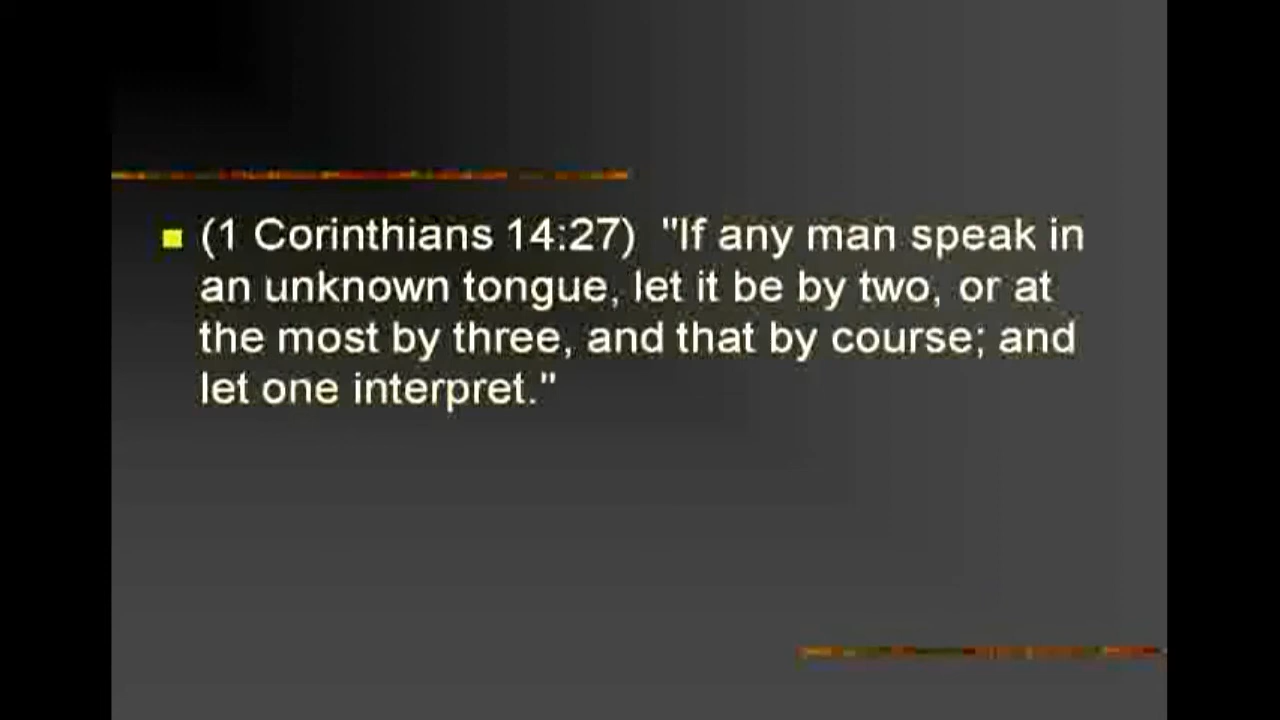 (1 Corinthians 14:27) "If any man speak in
an unknown tongue, let it be by two, or at
the most by three, and that by course; and
let one interpret."